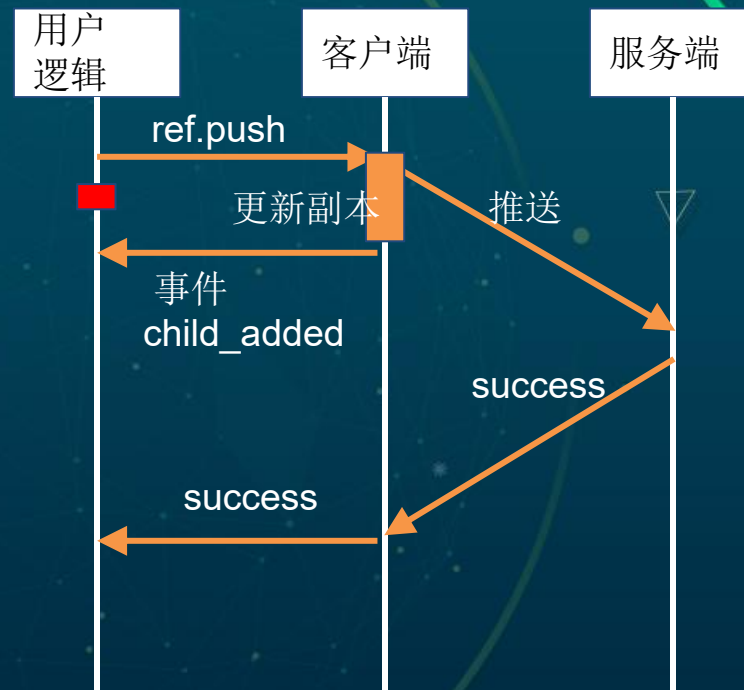 用户
逻辑
客户端
服务端
ref.push
更新副本
推送
事件
child_added
success
success